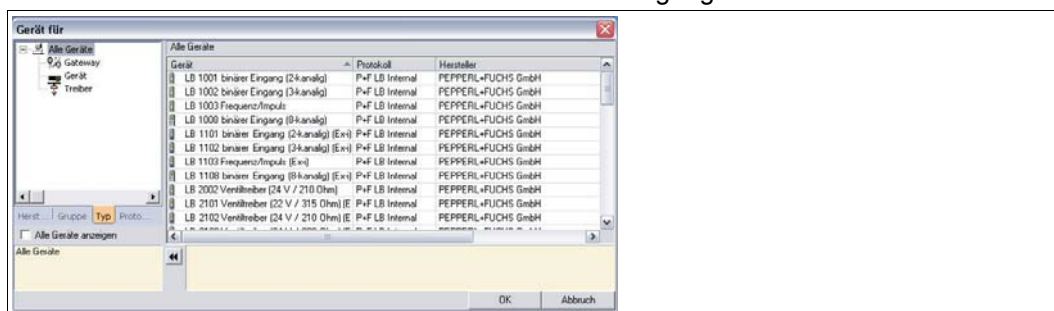 Gerät für
Alle Geräte
Gateway
Gerät
Treiber
Herst... Gruppe Typ Proto...
Alle Geräte anzeigen
Alle Geräte
Gerät Protokoll Hersteller
LB 1001 binärer Eingang (2-kanalig) P+F LB Internal PEPPERL+FUCHS GmbH
LB 1002 binärer Eingang (3-kanalig) P+F LB Internal PEPPERL+FUCHS GmbH
LB 1003 Frequenz/Impuls P+F LB Internal PEPPERL+FUCHS GmbH
LB 1008 binärer Eingang (8-kanalig) P+F LB Internal PEPPERL+FUCHS GmbH
LB 1101 binärer Eingang (2-kanalig) (Ex-i) P+F LB Internal PEPPERL+FUCHS GmbH
LB 1102 binärer Eingang (3-kanalig) (Ex-i) P+F LB Internal PEPPERL+FUCHS GmbH
LB 1103 Frequenz/Impuls (Ex-i) P+F LB Internal PEPPERL+FUCHS GmbH
LB 1108 binärer Eingang (8-kanalig) (Ex-i) P+F LB Internal PEPPERL+FUCHS GmbH
LB 2002 Ventiltreiber (24 V / 210 Ohm) P+F LB Internal PEPPERL+FUCHS GmbH
LB 2101 Ventiltreiber (22 V / 315 Ohm) (E P+F LB Internal PEPPERL+FUCHS GmbH
LB 2102 Ventiltreiber (24 V / 210 Ohm) (E P+F LB Internal PEPPERL+FUCHS GmbH
Alle Geräte
OK Abbruch